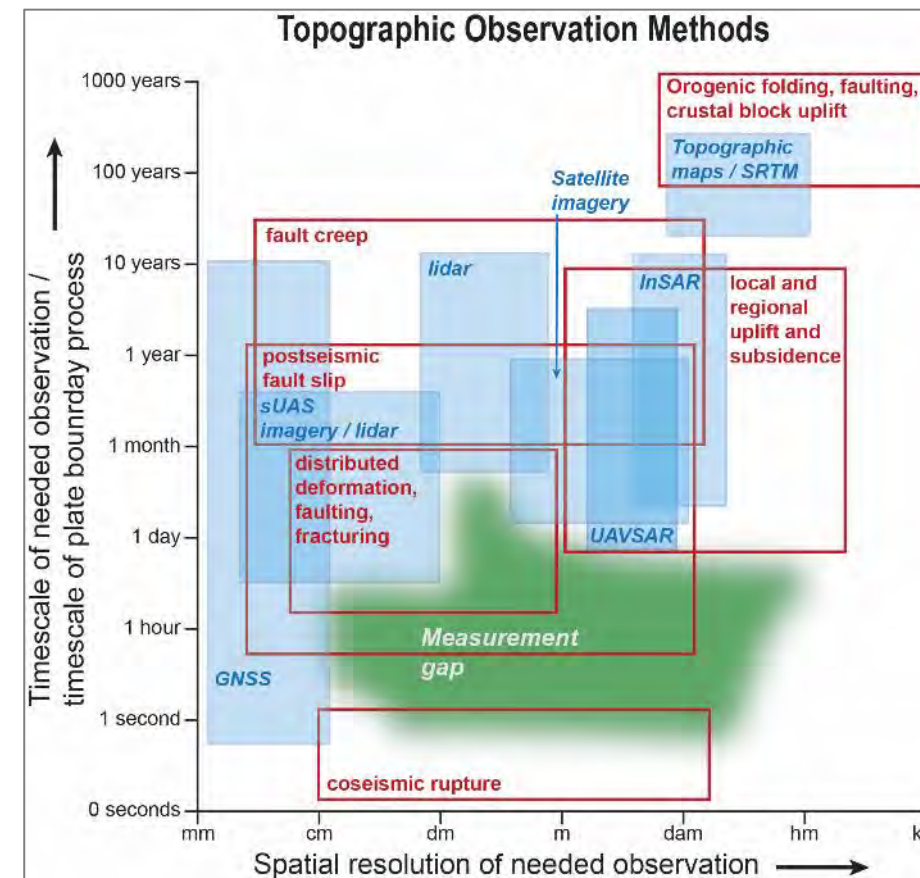 Topographic Observation Methods
1000 years
100 years
10 years
1 year
1 month
1 day
1 hour
1 second
0 seconds
Timescale of needed observation /
timescale of plate bounrday process
Orogenic folding, faulting,
crustal block uplift
Topographic
maps / SRTM
Satellite
imagery
fault creep
lidar
InSAR
local and
regional
uplift and
subsidence
postseismic
fault slip
sUAS
imagery / lidar
distributed
deformation,
faulting,
fracturing
UAVSAR
Measurement
gap
GNSS
coseismic rupture
mm
cm
dm
m
dam
hm
k
Spatial resolution of needed observation